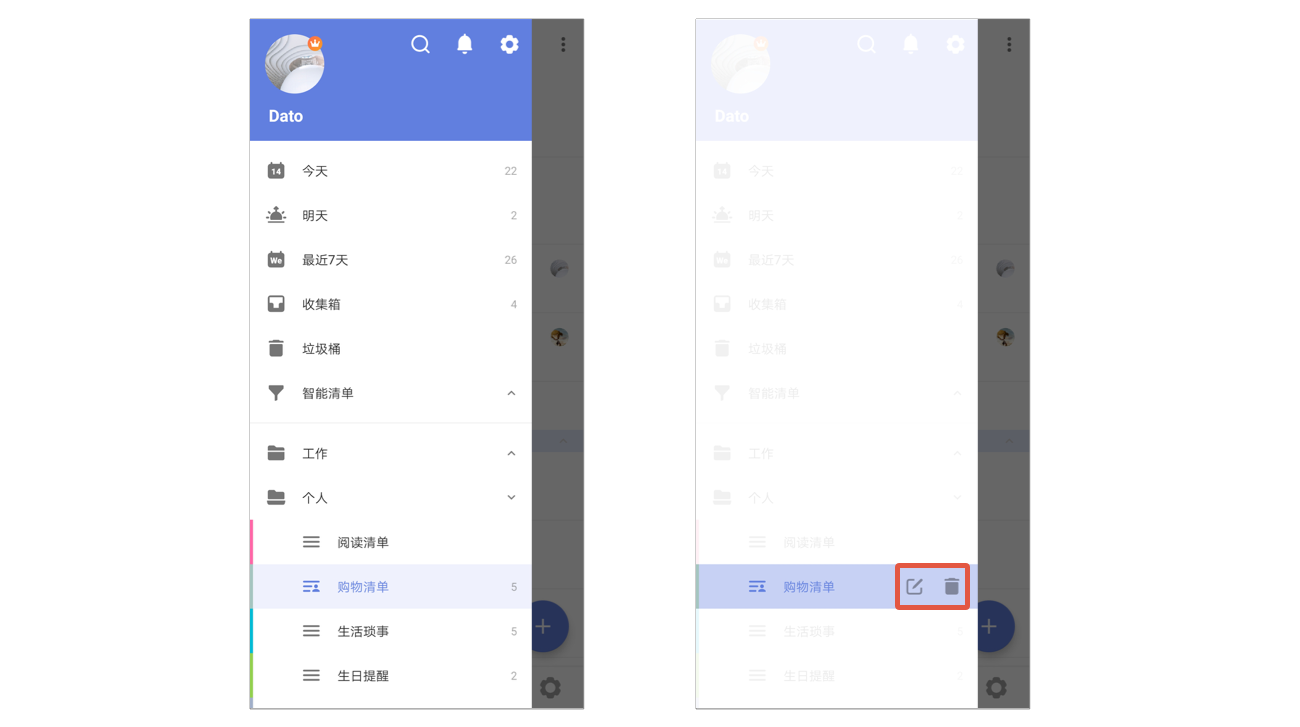 Dato
14 今天 22
明天 2
We 最近7天 26
收集箱 4
垃圾桶
智能清单
工作
个人
阅读清单
购物清单 5
生活琐事 5
生日提醒 2
Dato
14 今天 22
明天 2
We 最近7天 26
收集箱 4
垃圾桶
智能清单
工作
个人
阅读清单
购物清单
生活琐事 5
生日提醒 2